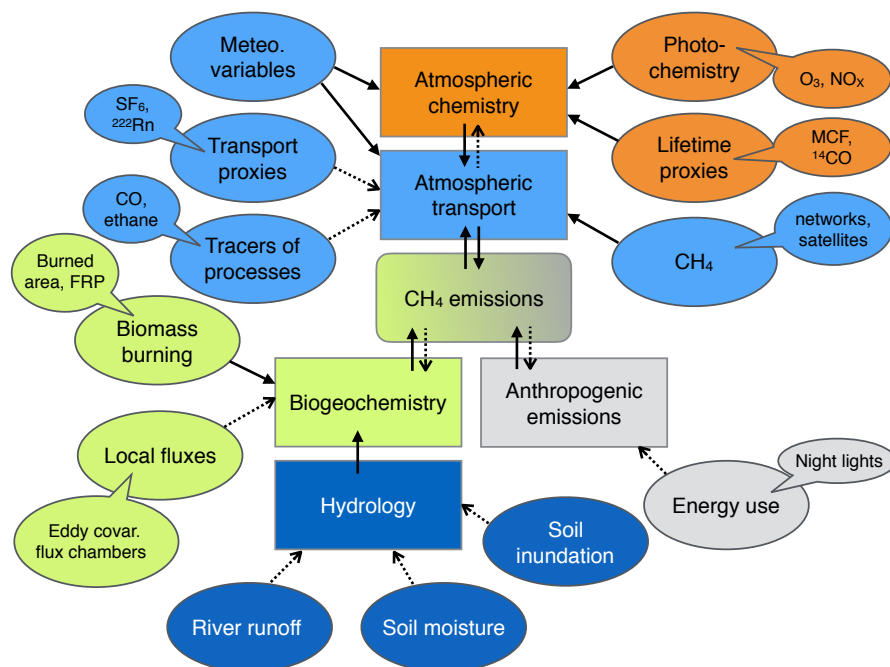 Meteo.
variables
Atmospheric
chemistry
Photo-
chemistry
O₃, NOₓ
SF₆,
²²²Rn
Transport
proxies
Lifetime
proxies
MCF,
¹⁴CO
Atmospheric
transport
CO,
ethane
Tracers of
processes
CH₄
networks,
satellites
Burned
area, FRP
CH₄ emissions
Biomass
burning
Biogeochemistry
Anthropogenic
emissions
Local fluxes
Eddy covar.
flux chambers
Hydrology
Soil
inundation
Energy use
Night lights
River runoff
Soil moisture